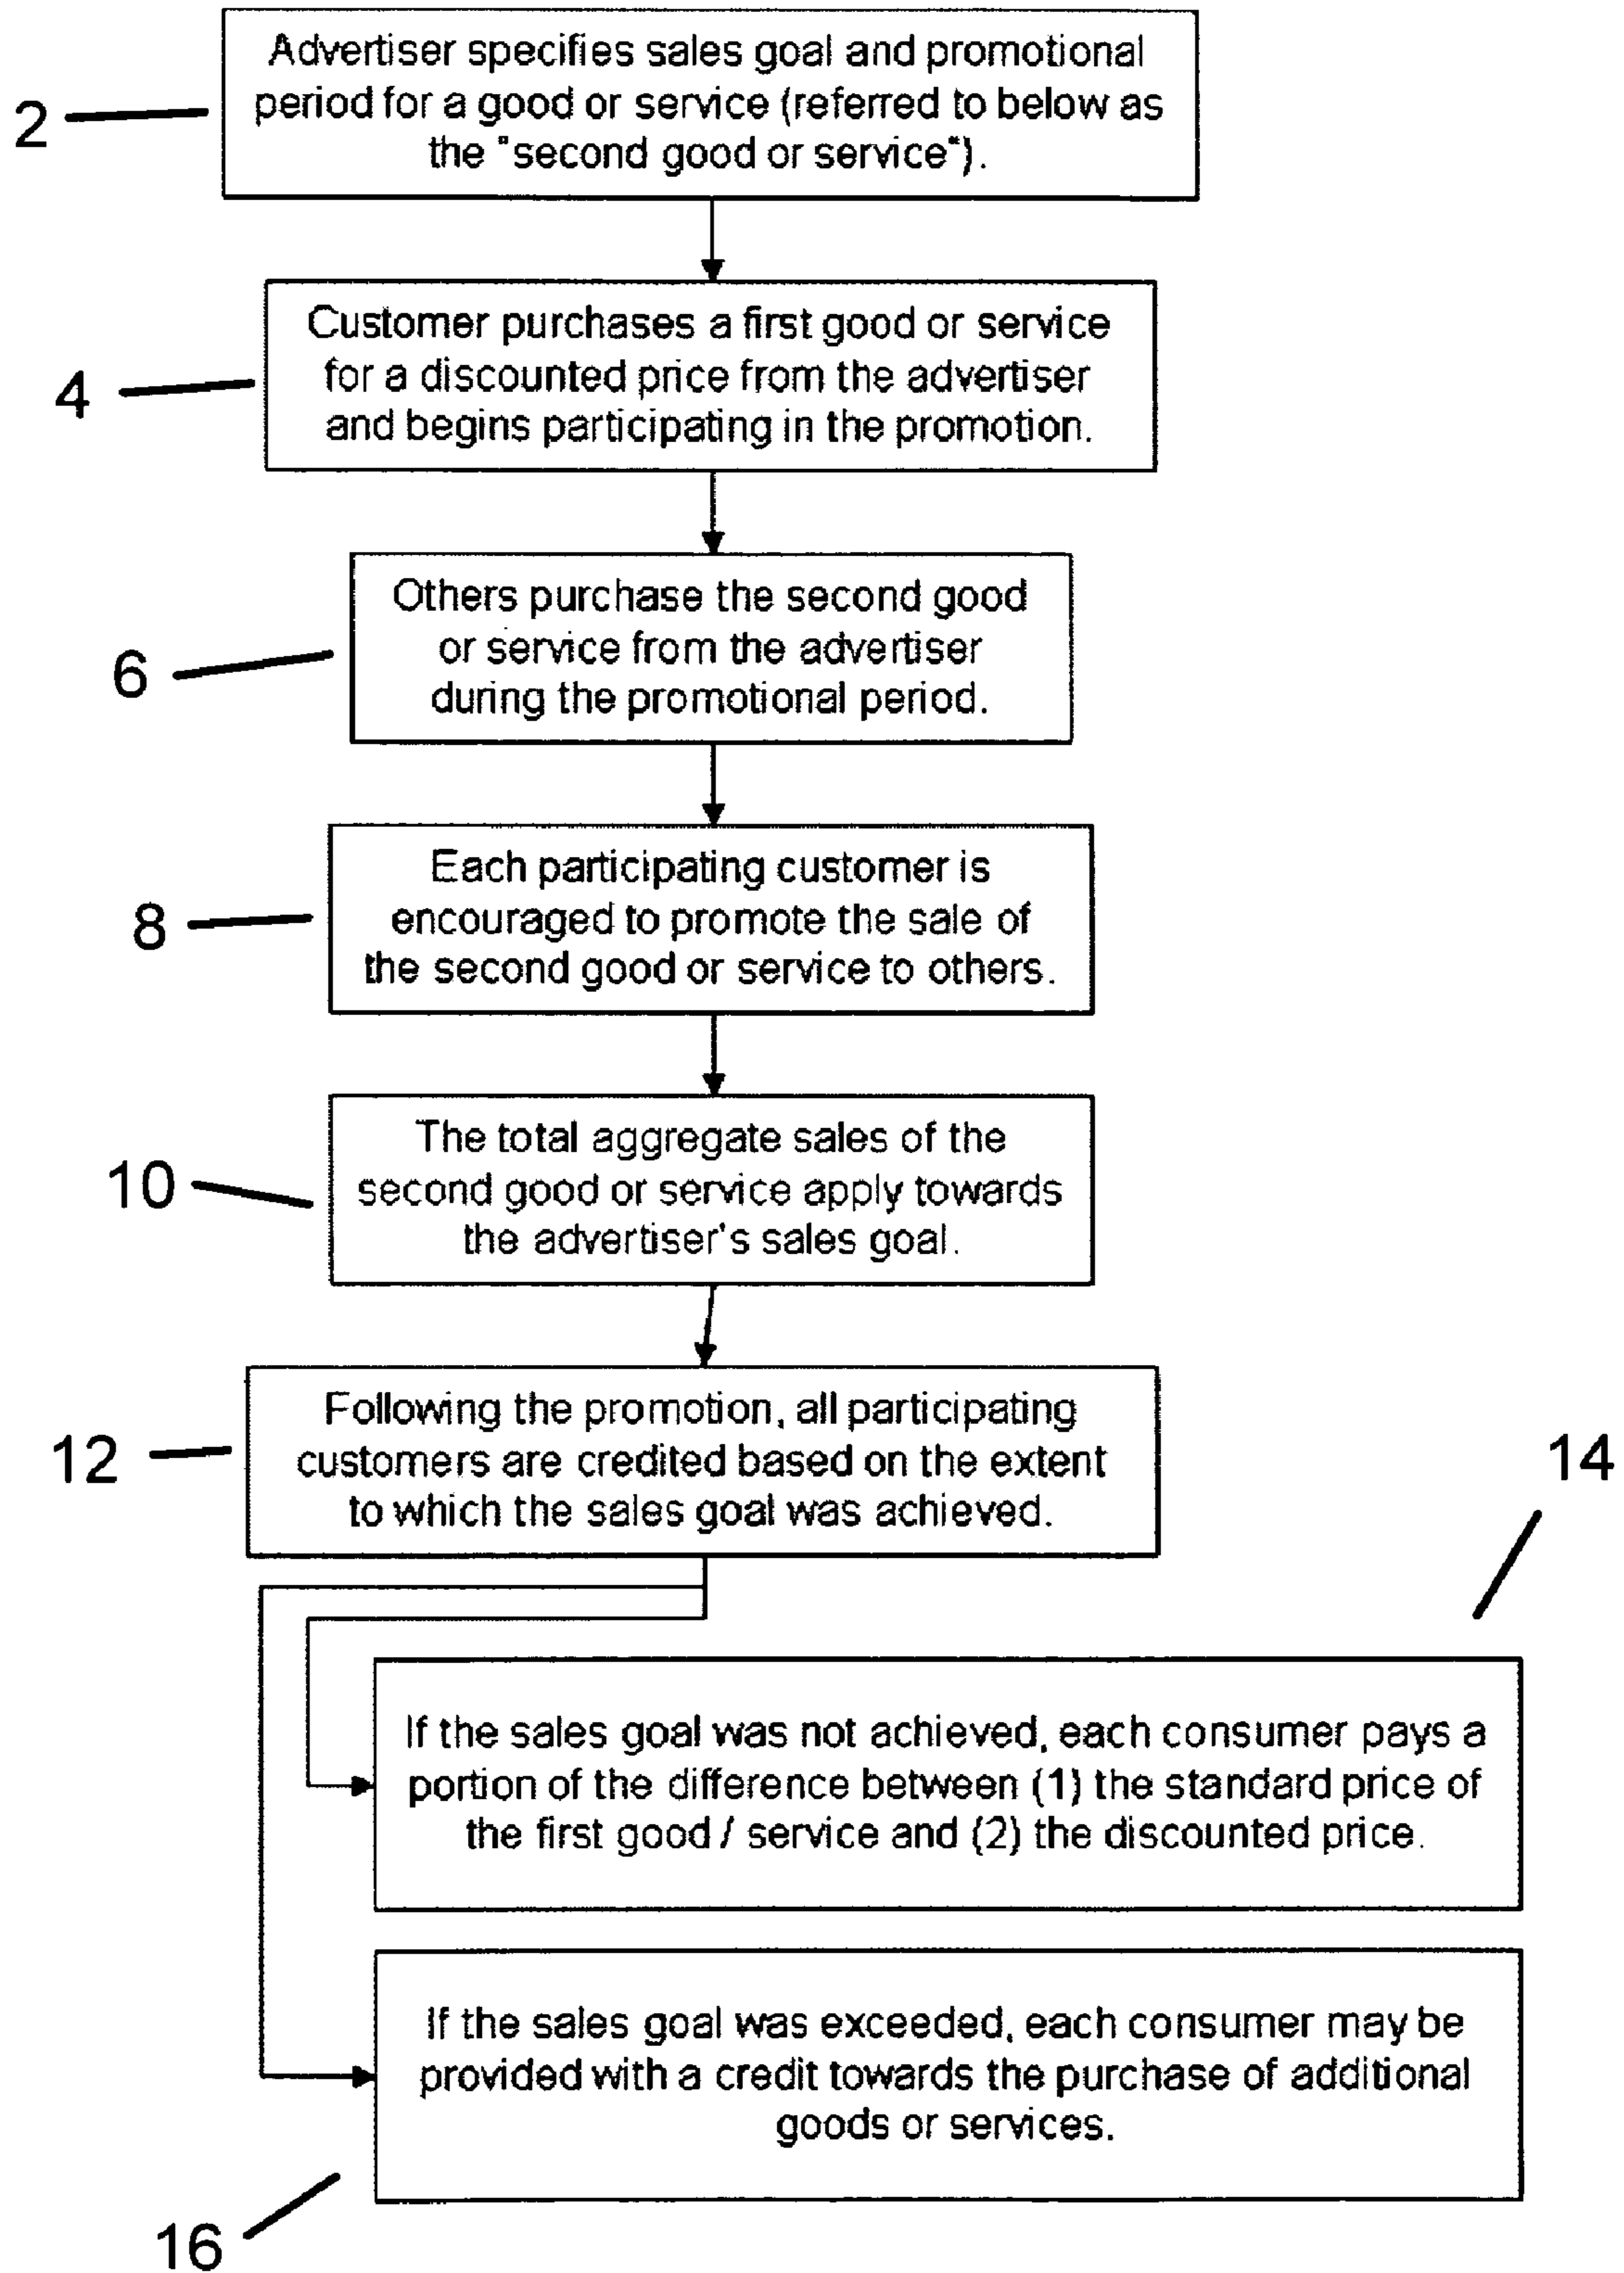 Advertiser specifies sales goal and promotional
period for a good or service (referred to below as
the "second good or service").
2
Customer purchases a first good or service
for a discounted price from the advertiser
and begins participating in the promotion.
4
Others purchase the second good
or service from the advertiser
during the promotional period.
6
Each participating customer is
encouraged to promote the sale of
the second good or service to others.
8
The total aggregate sales of the
second good or service apply towards
the advertiser's sales goal.
10
Following the promotion, all participating
customers are credited based on the extent
to which the sales goal was achieved.
12
14
If the sales goal was not achieved, each consumer pays a
portion of the difference between (1) the standard price of
the first good / service and (2) the discounted price.
If the sales goal was exceeded, each consumer may be
provided with a credit towards the purchase of additional
goods or services.
16